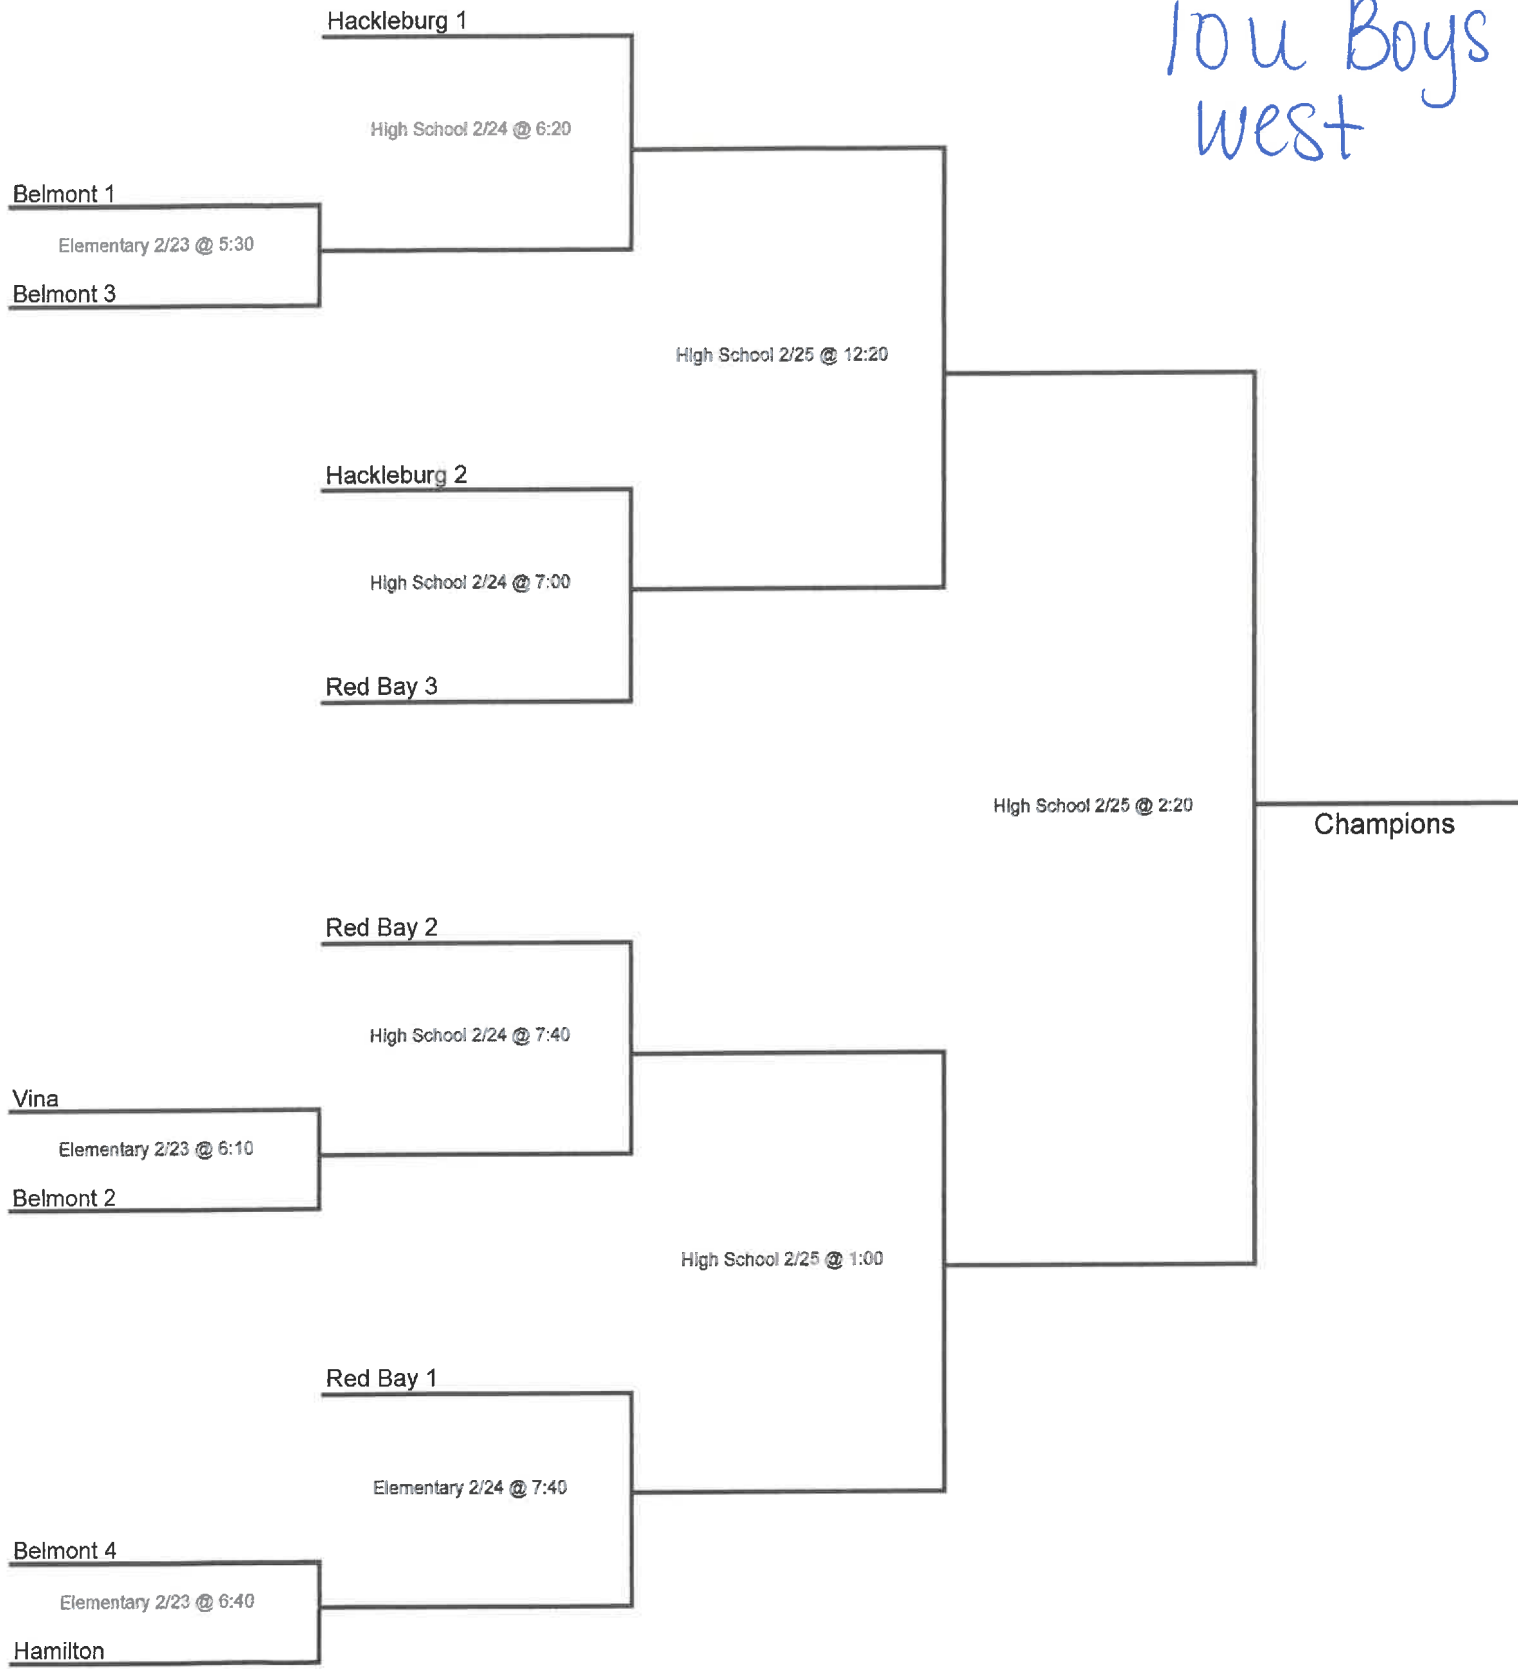 Hackleburg 1
10u Boys
west
High School 2/24 @ 6:20
Belmont 1
Elementary 2/23 @ 5:30
Belmont 3
High School 2/25 @ 12:20
Hackleburg 2
High School 2/24 @ 7:00
Red Bay 3
High School 2/25 @ 2:20
Champions
Red Bay 2
High School 2/24 @ 7:40
Vina
Elementary 2/23 @ 6:10
Belmont 2
High School 2/25 @ 1:00
Red Bay 1
Elementary 2/24 @ 7:40
Belmont 4
Elementary 2/23 @ 6:40
Hamilton